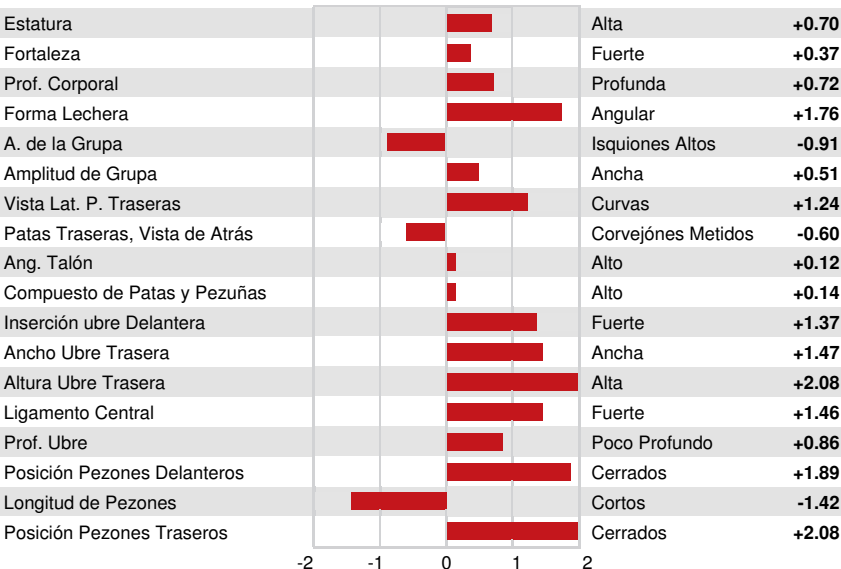 Estatura Alta +0.70
Fortaleza Fuerte +0.37
Prof. Corporal Profunda +0.72
Forma Lechera Angular +1.76
A. de la Grupa Isquiones Altos -0.91
Amplitud de Grupa Ancha +0.51
Vista Lat. P. Traseras Curvas +1.24
Patas Traseras, Vista de Atrás Corvejónes Metidos -0.60
Ang. Talón Alto +0.12
Compuesto de Patas y Pezuñas Alto +0.14
Inserción ubre Delantera Fuerte +1.37
Ancho Ubre Trasera Ancha +1.47
Altura Ubre Trasera Alta +2.08
Ligamento Central Fuerte +1.46
Prof. Ubre Poco Profundo +0.86
Posición Pezones Delanteros Cerrados +1.89
Longitud de Pezones Cortos -1.42
Posición Pezones Traseros Cerrados +2.08
-2 -1 0 1 2